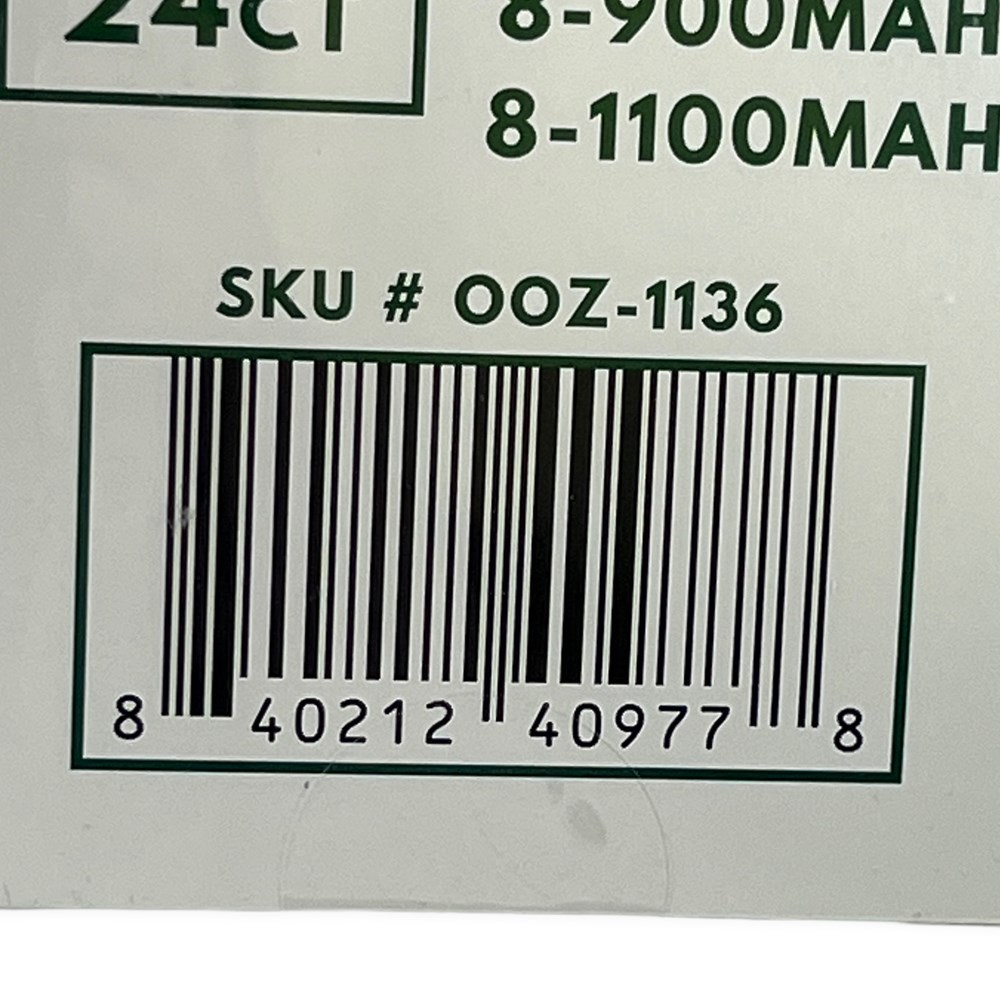 24CT
8-900MAH
8-1100MAH
SKU # OOZ-1136
8 40212 40977 8